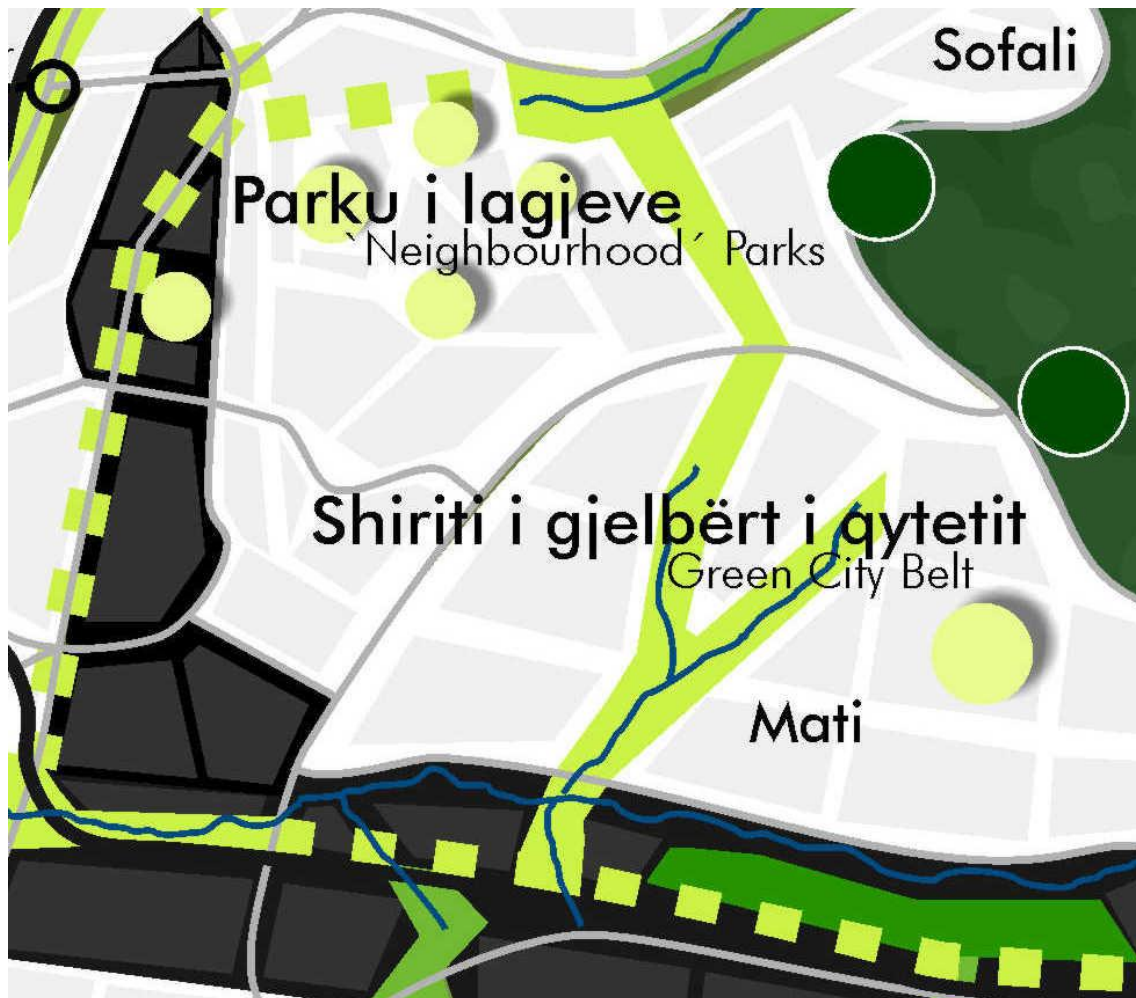 Sofali
Parku i lagjeve
`Neighbourhood´ Parks
Shiriti i gjelbërt i qytetit
Green City Belt
Mati